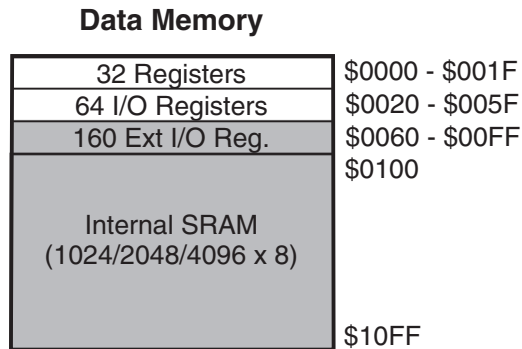 Data Memory
32 Registers $0000 - $001F
64 I/O Registers $0020 - $005F
160 Ext I/O Reg. $0060 - $00FF
$0100
Internal SRAM
(1024/2048/4096 x 8)
$10FF